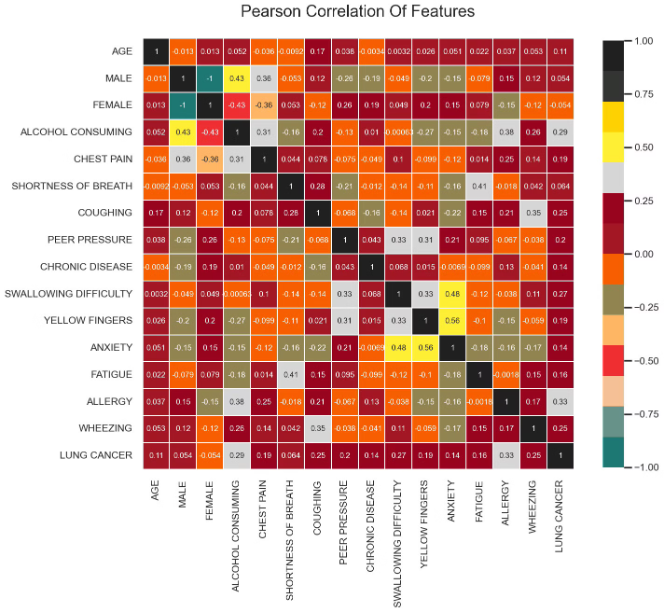 Pearson Correlation Of Features
AGE 1 -0.013 0.013 0.052 -0.036 -0.0092 0.17 0.038 -0.0034 0.0032 0.026 0.051 0.022 0.037 0.053 0.11
MALE -0.013 1 -1 0.43 0.36 -0.053 0.12 -0.26 -0.19 -0.049 -0.2 -0.15 -0.079 0.15 0.12 0.054
FEMALE 0.013 -1 1 -0.43 -0.36 0.053 -0.12 0.26 0.19 0.049 0.2 0.15 0.079 -0.15 -0.12 -0.054
ALCOHOL CONSUMING 0.052 0.43 -0.43 1 0.31 -0.16 0.2 -0.13 0.01 -0.00063 -0.27 -0.15 -0.18 0.38 0.26 0.29
CHEST PAIN -0.036 0.36 -0.36 0.31 1 0.044 0.078 -0.075 -0.049 0.1 -0.099 -0.12 0.014 0.25 0.14 0.19
SHORTNESS OF BREATH -0.0092 -0.053 0.053 -0.16 0.044 1 0.28 -0.21 -0.012 -0.14 -0.11 -0.16 0.41 -0.018 0.042 0.064
COUGHING 0.17 0.12 -0.12 0.2 0.078 0.28 1 -0.068 -0.16 -0.14 0.021 -0.22 0.15 0.21 0.35 0.25
PEER PRESSURE 0.038 -0.26 0.26 -0.13 -0.075 -0.21 -0.068 1 0.043 0.33 0.31 0.21 0.095 -0.067 -0.038 0.2
CHRONIC DISEASE -0.0034 -0.19 0.19 0.01 -0.049 -0.012 -0.16 0.043 1 0.068 0.015 -0.0069 -0.099 0.13 -0.041 0.14
SWALLOWING DIFFICULTY 0.0032 -0.049 0.049 -0.00063 0.1 -0.14 -0.14 0.33 0.068 1 0.33 0.48 -0.12 -0.038 0.11 0.27
YELLOW FINGERS 0.026 -0.2 0.2 -0.27 -0.099 -0.11 0.021 0.31 0.015 0.33 1 0.56 -0.1 -0.15 -0.059 0.19
ANXIETY 0.051 -0.15 0.15 -0.15 -0.12 -0.16 -0.22 0.21 -0.0069 0.48 0.56 1 -0.18 -0.16 -0.17 0.14
FATIGUE 0.022 -0.079 0.079 -0.18 0.014 0.41 0.15 0.095 -0.099 -0.12 -0.1 -0.18 1 -0.0018 0.15 0.16
ALLERGY 0.037 0.15 -0.15 0.38 0.25 -0.018 0.21 -0.067 0.13 -0.038 -0.15 -0.16 -0.0018 1 0.17 0.33
WHEEZING 0.053 0.12 -0.12 0.26 0.14 0.042 0.35 -0.038 -0.041 0.11 -0.059 -0.17 0.15 0.17 1 0.25
LUNG CANCER 0.11 0.054 -0.054 0.29 0.19 0.064 0.25 0.2 0.14 0.27 0.19 0.14 0.16 0.33 0.25 1
AGE
MALE
FEMALE
ALCOHOL CONSUMING
CHEST PAIN
SHORTNESS OF BREATH
COUGHING
PEER PRESSURE
CHRONIC DISEASE
SWALLOWING DIFFICULTY
YELLOW FINGERS
ANXIETY
FATIGUE
ALLERGY
WHEEZING
LUNG CANCER
1.00
0.75
0.50
0.25
0.00
-0.25
-0.50
-0.75
-1.00